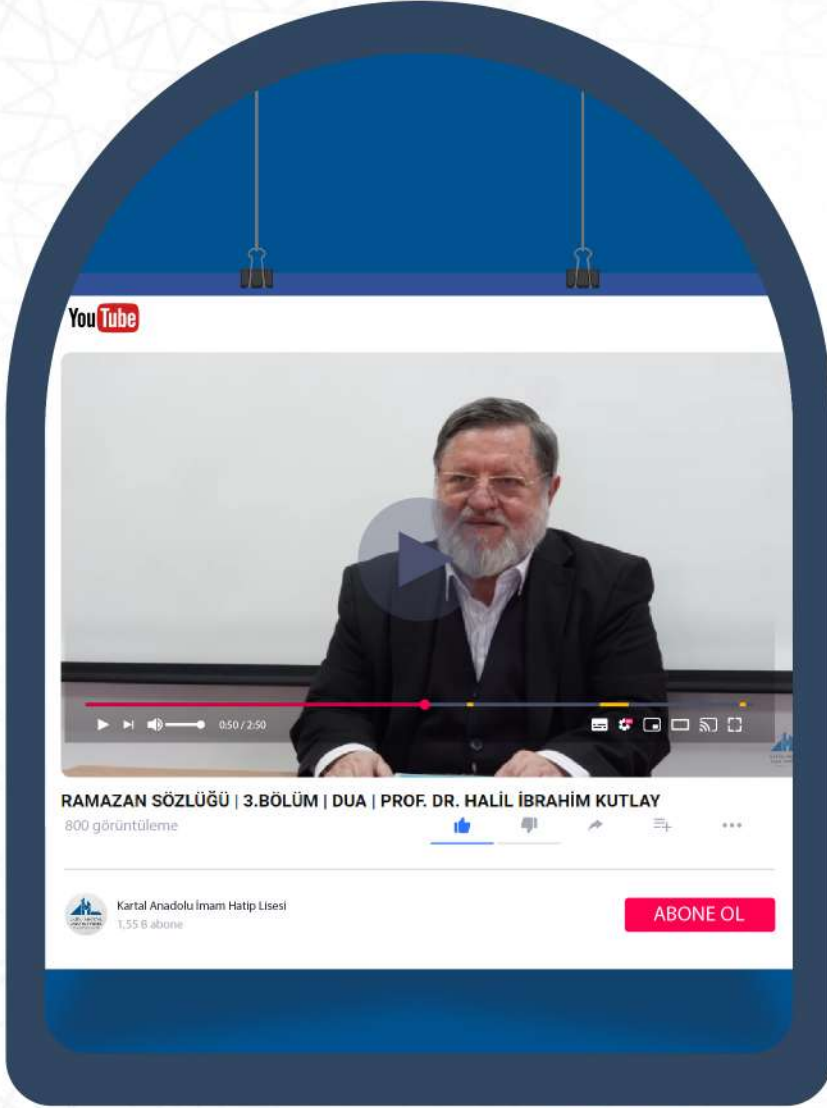 YouTube
0:50 / 2:50
RAMAZAN SÖZLÜĞÜ | 3.BÖLÜM | DUA | PROF. DR. HALİL İBRAHİM KUTLAY
800 görüntüleme
Kartal Anadolu İmam Hatip Lisesi
1,55 B abone
ABONE OL